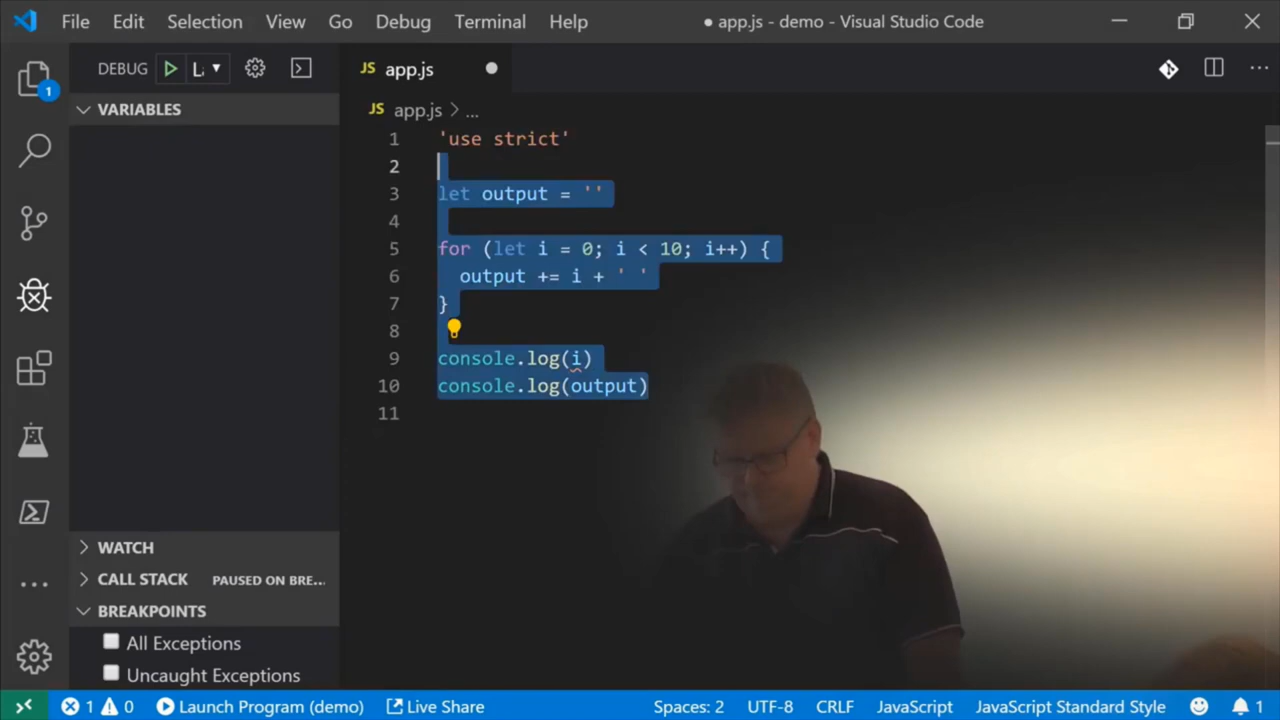 File Edit Selection View Go Debug Terminal Help ● app.js - demo - Visual Studio Code
DEBUG
JS app.js
VARIABLES
JS app.js > ...
1 'use strict'
2
3 let output = ''
4
5 for (let i = 0; i < 10; i++) {
6 output += i + ' '
7 }
8
9 console.log(i)
10 console.log(output)
11
1
WATCH
CALL STACK PAUSED ON BRE...
BREAKPOINTS
All Exceptions
Uncaught Exceptions
1 0 Launch Program (demo) Live Share Spaces: 2 UTF-8 CRLF JavaScript JavaScript Standard Style 1